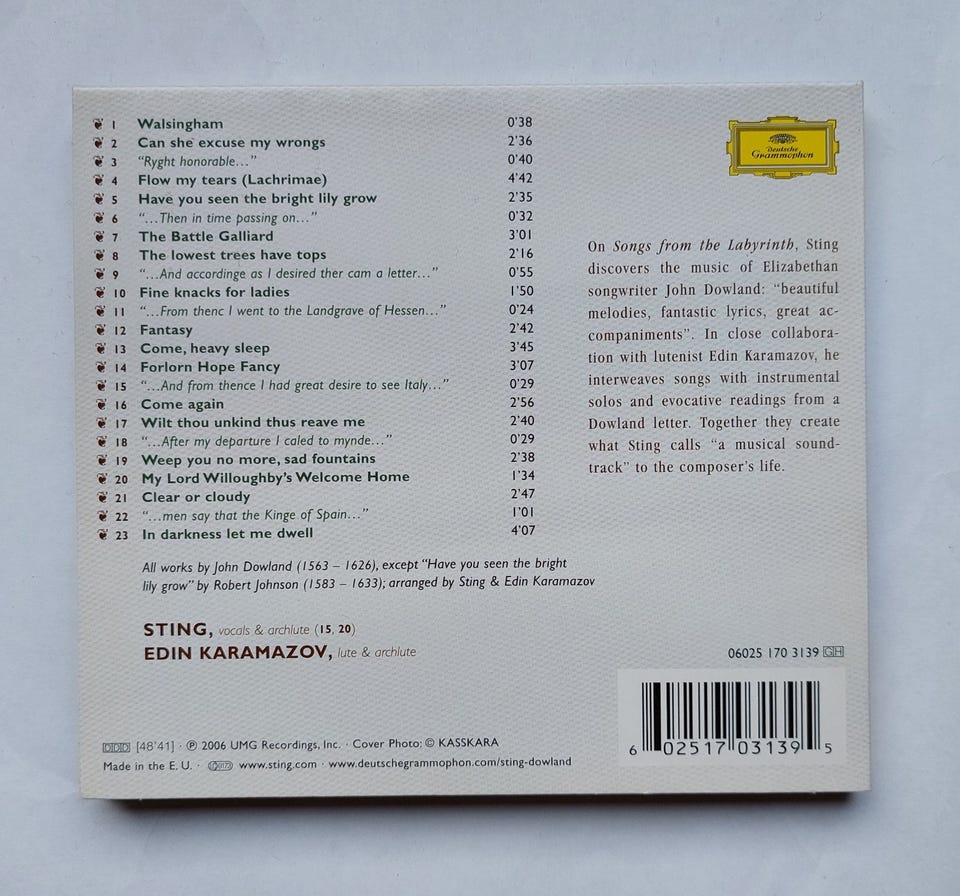 1 Walsingham 0'38
2 Can she excuse my wrongs 2'36
3 “Ryght honorable...” 0'40
4 Flow my tears (Lachrimae) 4'42
5 Have you seen the bright lily grow 2'35
6 “...Then in time passing on...” 0'32
7 The Battle Galliard 3'01
8 The lowest trees have tops 2'16
9 “...And accordinge as I desired ther cam a letter...” 0'55
10 Fine knacks for ladies 1'50
11 “...From thenc I went to the Landgrave of Hessen...” 0'24
12 Fantasy 2'42
13 Come, heavy sleep 3'45
14 Forlorn Hope Fancy 3'07
15 “...And from thence I had great desire to see Italy...” 0'29
16 Come again 2'56
17 Wilt thou unkind thus reave me 2'40
18 “...After my departure I caled to mynde...” 0'29
19 Weep you no more, sad fountains 2'38
20 My Lord Willoughby's Welcome Home 1'34
21 Clear or cloudy 2'47
22 “...men say that the Kinge of Spain...” 1'01
23 In darkness let me dwell 4'07
All works by John Dowland (1563 – 1626), except “Have you seen the bright
lily grow” by Robert Johnson (1583 – 1633); arranged by Sting & Edin Karamazov
STING, vocals & archlute (15, 20)
EDIN KARAMAZOV, lute & archlute
Deutsche
Grammophon
On Songs from the Labyrinth, Sting
discovers the music of Elizabethan
songwriter John Dowland: “beautiful
melodies, fantastic lyrics, great ac-
companiments”. In close collabora-
tion with lutenist Edin Karamazov, he
interweaves songs with instrumental
solos and evocative readings from a
Dowland letter. Together they create
what Sting calls “a musical sound-
track” to the composer's life.
06025 170 3139 GH
6 02517 03139 5
DDD [48'41] · ℗ 2006 UMG Recordings, Inc. · Cover Photo: © KASSKARA
Made in the E. U. · www.sting.com · www.deutschegrammophon.com/sting-dowland